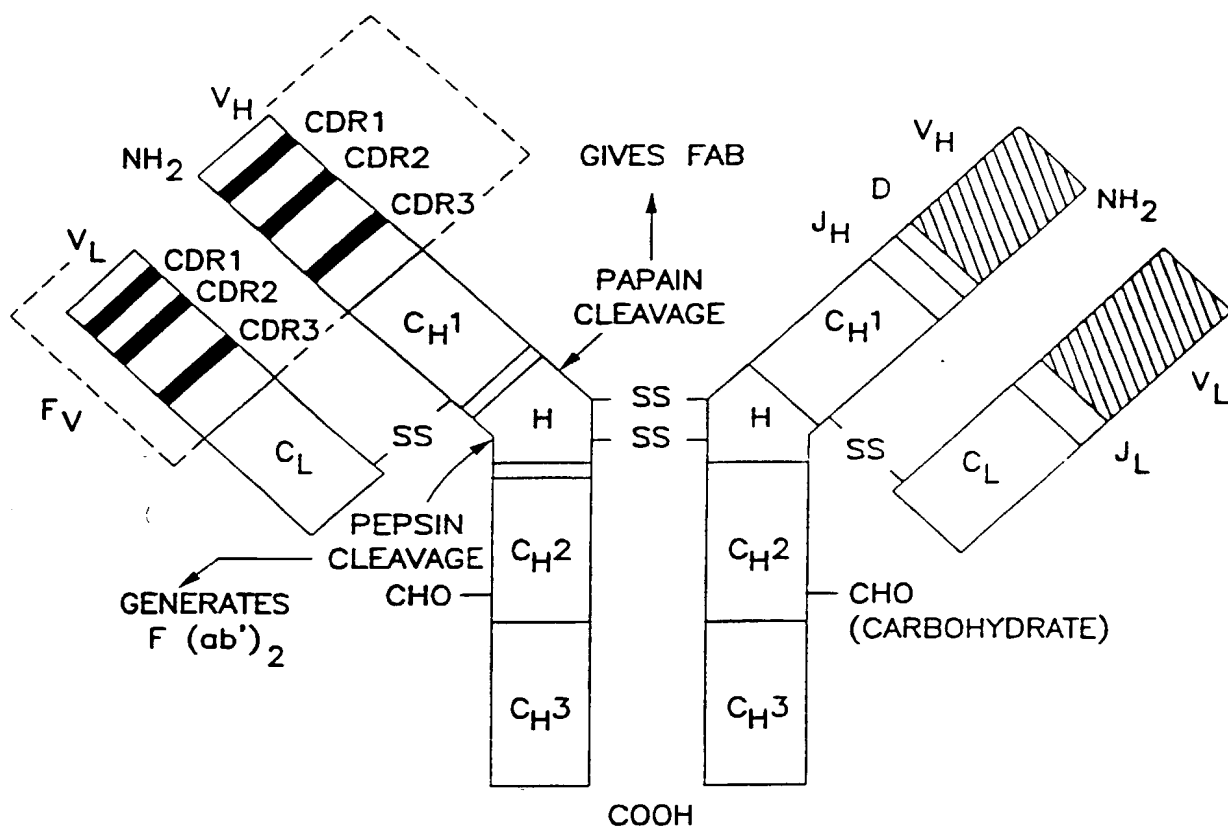 V_H
CDR1
CDR2
CDR3
NH_2
V_L
CDR1
CDR2
CDR3
F_V
C_H1
C_L
SS
GIVES FAB
PAPAIN
CLEAVAGE
H
SS
SS
H
PEPSIN
CLEAVAGE
GENERATES
F (ab')_2
C_H2
CHO
C_H3
V_H
D
J_H
NH_2
C_H1
V_L
J_L
C_L
SS
C_H2
CHO
(CARBOHYDRATE)
C_H3
COOH